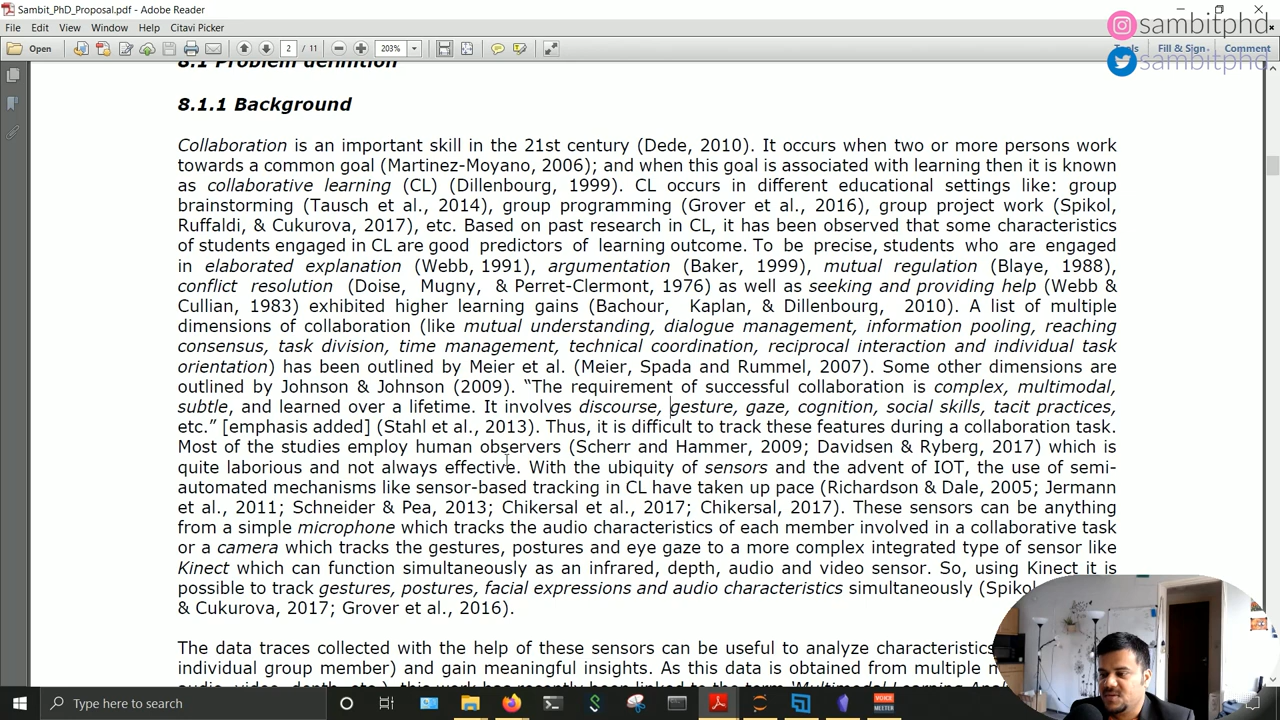 Sambit_PhD_Proposal.pdf - Adobe Reader
File Edit View Window Help Citavi Picker
sambitphd
Open 2 / 11 203% Tools Fill & Sign Comment
sambitphd
8.1 Problem definition
8.1.1 Background
Collaboration is an important skill in the 21st century (Dede, 2010). It occurs when two or more persons work
towards a common goal (Martinez-Moyano, 2006); and when this goal is associated with learning then it is known
as collaborative learning (CL) (Dillenbourg, 1999). CL occurs in different educational settings like: group
brainstorming (Tausch et al., 2014), group programming (Grover et al., 2016), group project work (Spikol,
Ruffaldi, & Cukurova, 2017), etc. Based on past research in CL, it has been observed that some characteristics
of students engaged in CL are good predictors of learning outcome. To be precise, students who are engaged
in elaborated explanation (Webb, 1991), argumentation (Baker, 1999), mutual regulation (Blaye, 1988),
conflict resolution (Doise, Mugny, & Perret-Clermont, 1976) as well as seeking and providing help (Webb &
Cullian, 1983) exhibited higher learning gains (Bachour, Kaplan, & Dillenbourg, 2010). A list of multiple
dimensions of collaboration (like mutual understanding, dialogue management, information pooling, reaching
consensus, task division, time management, technical coordination, reciprocal interaction and individual task
orientation) has been outlined by Meier et al. (Meier, Spada and Rummel, 2007). Some other dimensions are
outlined by Johnson & Johnson (2009). “The requirement of successful collaboration is complex, multimodal,
subtle, and learned over a lifetime. It involves discourse, gesture, gaze, cognition, social skills, tacit practices,
etc.” [emphasis added] (Stahl et al., 2013). Thus, it is difficult to track these features during a collaboration task.
Most of the studies employ human observers (Scherr and Hammer, 2009; Davidsen & Ryberg, 2017) which is
quite laborious and not always effective. With the ubiquity of sensors and the advent of IOT, the use of semi-
automated mechanisms like sensor-based tracking in CL have taken up pace (Richardson & Dale, 2005; Jermann
et al., 2011; Schneider & Pea, 2013; Chikersal et al., 2017; Chikersal, 2017). These sensors can be anything
from a simple microphone which tracks the audio characteristics of each member involved in a collaborative task
or a camera which tracks the gestures, postures and eye gaze to a more complex integrated type of sensor like
Kinect which can function simultaneously as an infrared, depth, audio and video sensor. So, using Kinect it is
possible to track gestures, postures, facial expressions and audio characteristics simultaneously (Spikol
& Cukurova, 2017; Grover et al., 2016).
The data traces collected with the help of these sensors can be useful to analyze characteristics
individual group member) and gain meaningful insights. As this data is obtained from multiple
Type here to search
VOICE
MEETER